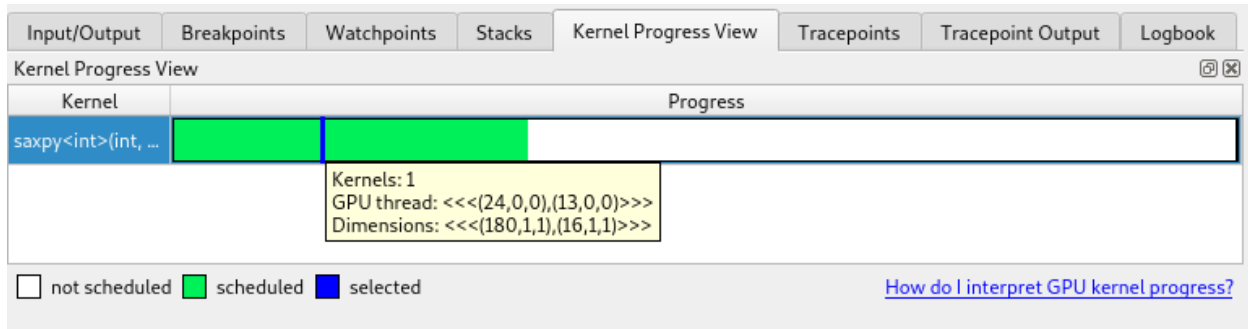 Input/Output Breakpoints Watchpoints Stacks Kernel Progress View Tracepoints Tracepoint Output Logbook
Kernel Progress View
Kernel Progress
saxpy<int>(int, ...
Kernels: 1
GPU thread: <<<(24,0,0),(13,0,0)>>>
Dimensions: <<<(180,1,1),(16,1,1)>>>
not scheduled scheduled selected How do I interpret GPU kernel progress?